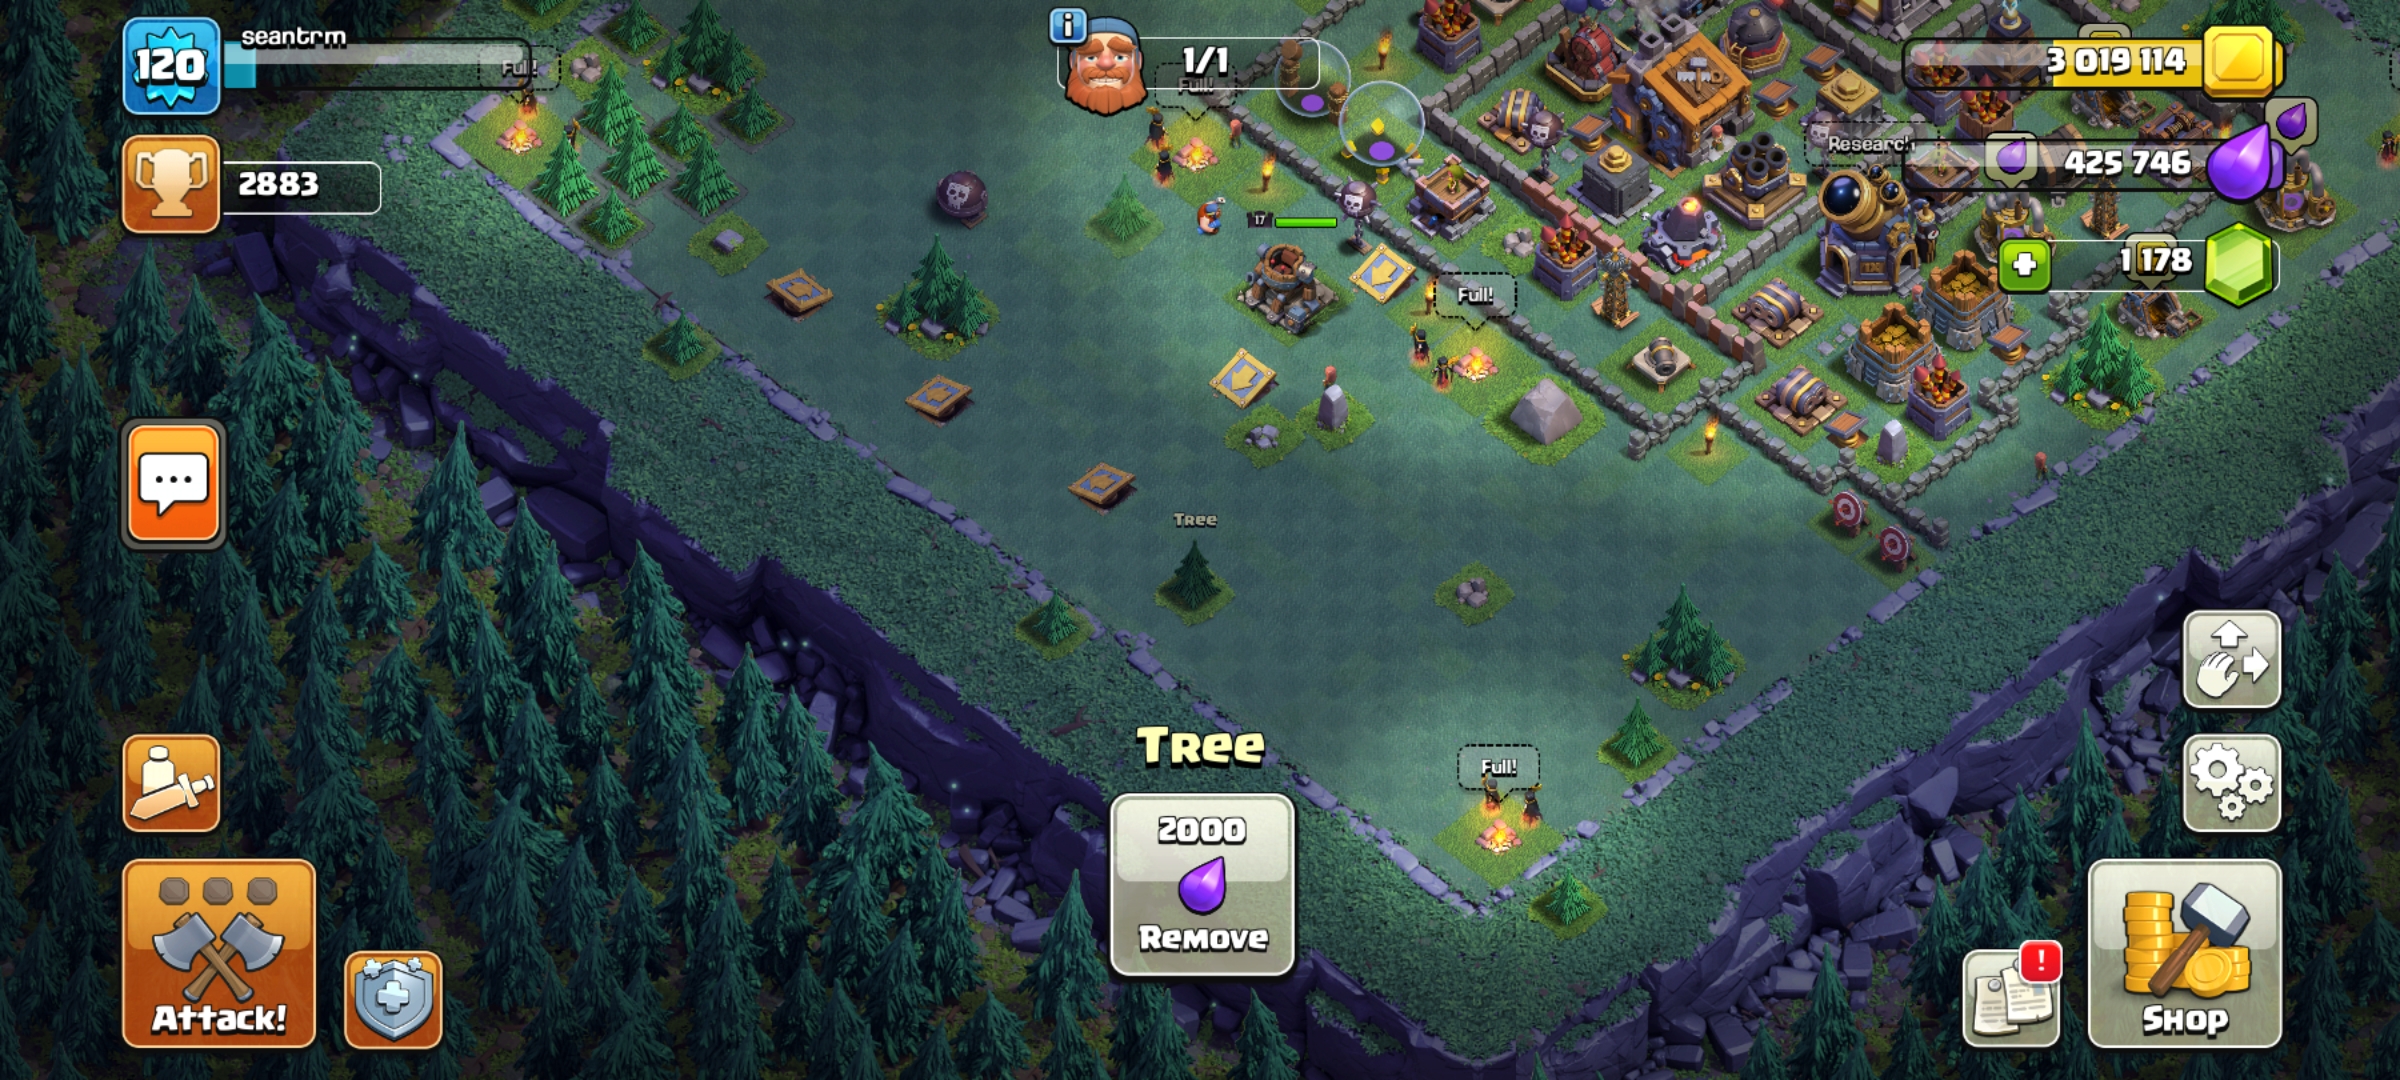 120
seantrm
Full!
2883
i
1/1
Full!
3 019 114
Research
425 746
17
1 178
Full!
Tree
Tree
2000
Remove
Full!
Attack!
!
Shop